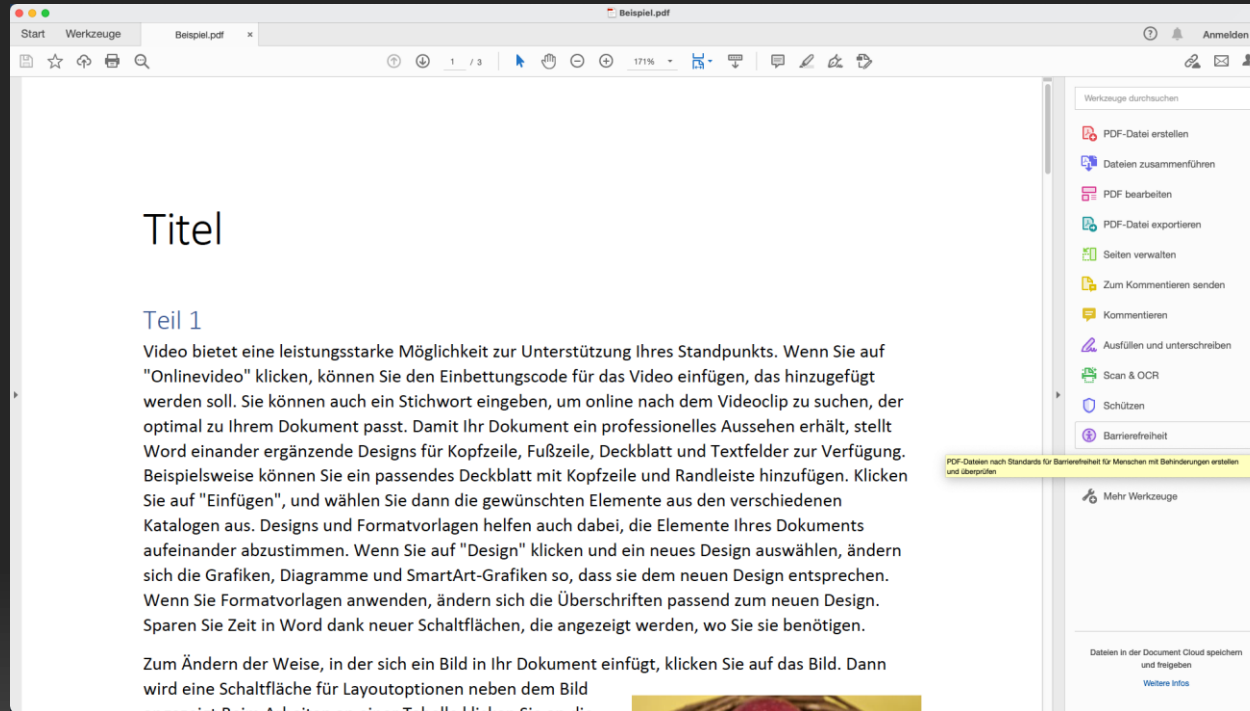 Beispiel.pdf
Start Werkzeuge Beispiel.pdf × ? Anmelden
1 / 3 171%
Werkzeuge durchsuchen
PDF-Datei erstellen
Dateien zusammenführen
PDF bearbeiten
PDF-Datei exportieren
Seiten verwalten
Zum Kommentieren senden
Kommentieren
Ausfüllen und unterschreiben
Scan & OCR
Schützen
Barrierefreiheit
PDF-Dateien nach Standards für Barrierefreiheit für Menschen mit Behinderungen erstellen
und überprüfen
Mehr Werkzeuge
Dateien in der Document Cloud speichern
und freigeben
Weitere Infos
Titel
Teil 1
Video bietet eine leistungsstarke Möglichkeit zur Unterstützung Ihres Standpunkts. Wenn Sie auf
"Onlinevideo" klicken, können Sie den Einbettungscode für das Video einfügen, das hinzugefügt
werden soll. Sie können auch ein Stichwort eingeben, um online nach dem Videoclip zu suchen, der
optimal zu Ihrem Dokument passt. Damit Ihr Dokument ein professionelles Aussehen erhält, stellt
Word einander ergänzende Designs für Kopfzeile, Fußzeile, Deckblatt und Textfelder zur Verfügung.
Beispielsweise können Sie ein passendes Deckblatt mit Kopfzeile und Randleiste hinzufügen. Klicken
Sie auf "Einfügen", und wählen Sie dann die gewünschten Elemente aus den verschiedenen
Katalogen aus. Designs und Formatvorlagen helfen auch dabei, die Elemente Ihres Dokuments
aufeinander abzustimmen. Wenn Sie auf "Design" klicken und ein neues Design auswählen, ändern
sich die Grafiken, Diagramme und SmartArt-Grafiken so, dass sie dem neuen Design entsprechen.
Wenn Sie Formatvorlagen anwenden, ändern sich die Überschriften passend zum neuen Design.
Sparen Sie Zeit in Word dank neuer Schaltflächen, die angezeigt werden, wo Sie sie benötigen.
Zum Ändern der Weise, in der sich ein Bild in Ihr Dokument einfügt, klicken Sie auf das Bild. Dann
wird eine Schaltfläche für Layoutoptionen neben dem Bild